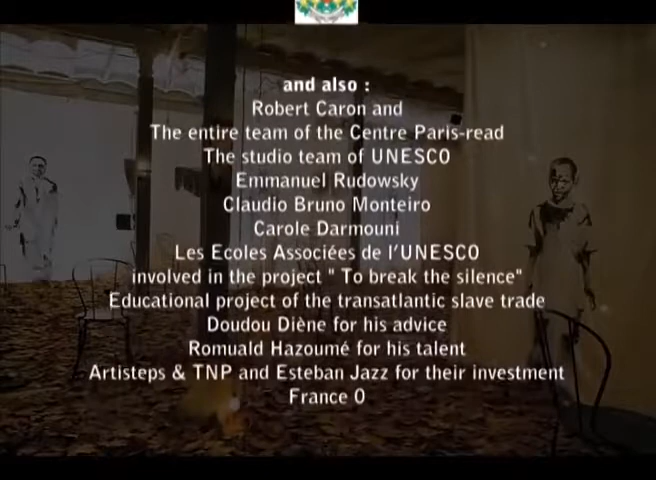 and also :
Robert Caron and
The entire team of the Centre Paris-read
The studio team of UNESCO
Emmanuel Rudowsky
Claudio Bruno Monteiro
Carole Darmouni
Les Ecoles Associées de l'UNESCO
involved in the project " To break the silence"
Educational project of the transatlantic slave trade
Doudou Diène for his advice
Romuald Hazoumé for his talent
Artisteps & TNP and Esteban Jazz for their investment
France O